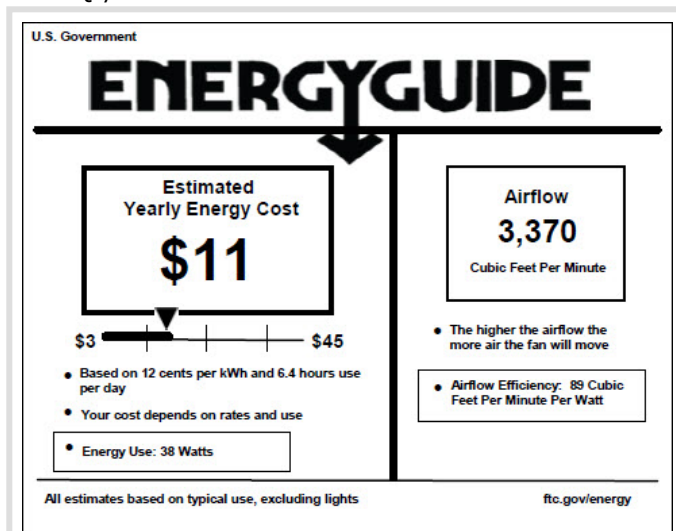 U.S. Government
ENERGYGUIDE
Estimated
Yearly Energy Cost
$11
$3
$45
• Based on 12 cents per kWh and 6.4 hours use
per day
• Your cost depends on rates and use
• Energy Use: 38 Watts
Airflow
3,370
Cubic Feet Per Minute
• The higher the airflow the
more air the fan will move
• Airflow Efficiency: 89 Cubic
Feet Per Minute Per Watt
All estimates based on typical use, excluding lights
ftc.gov/energy